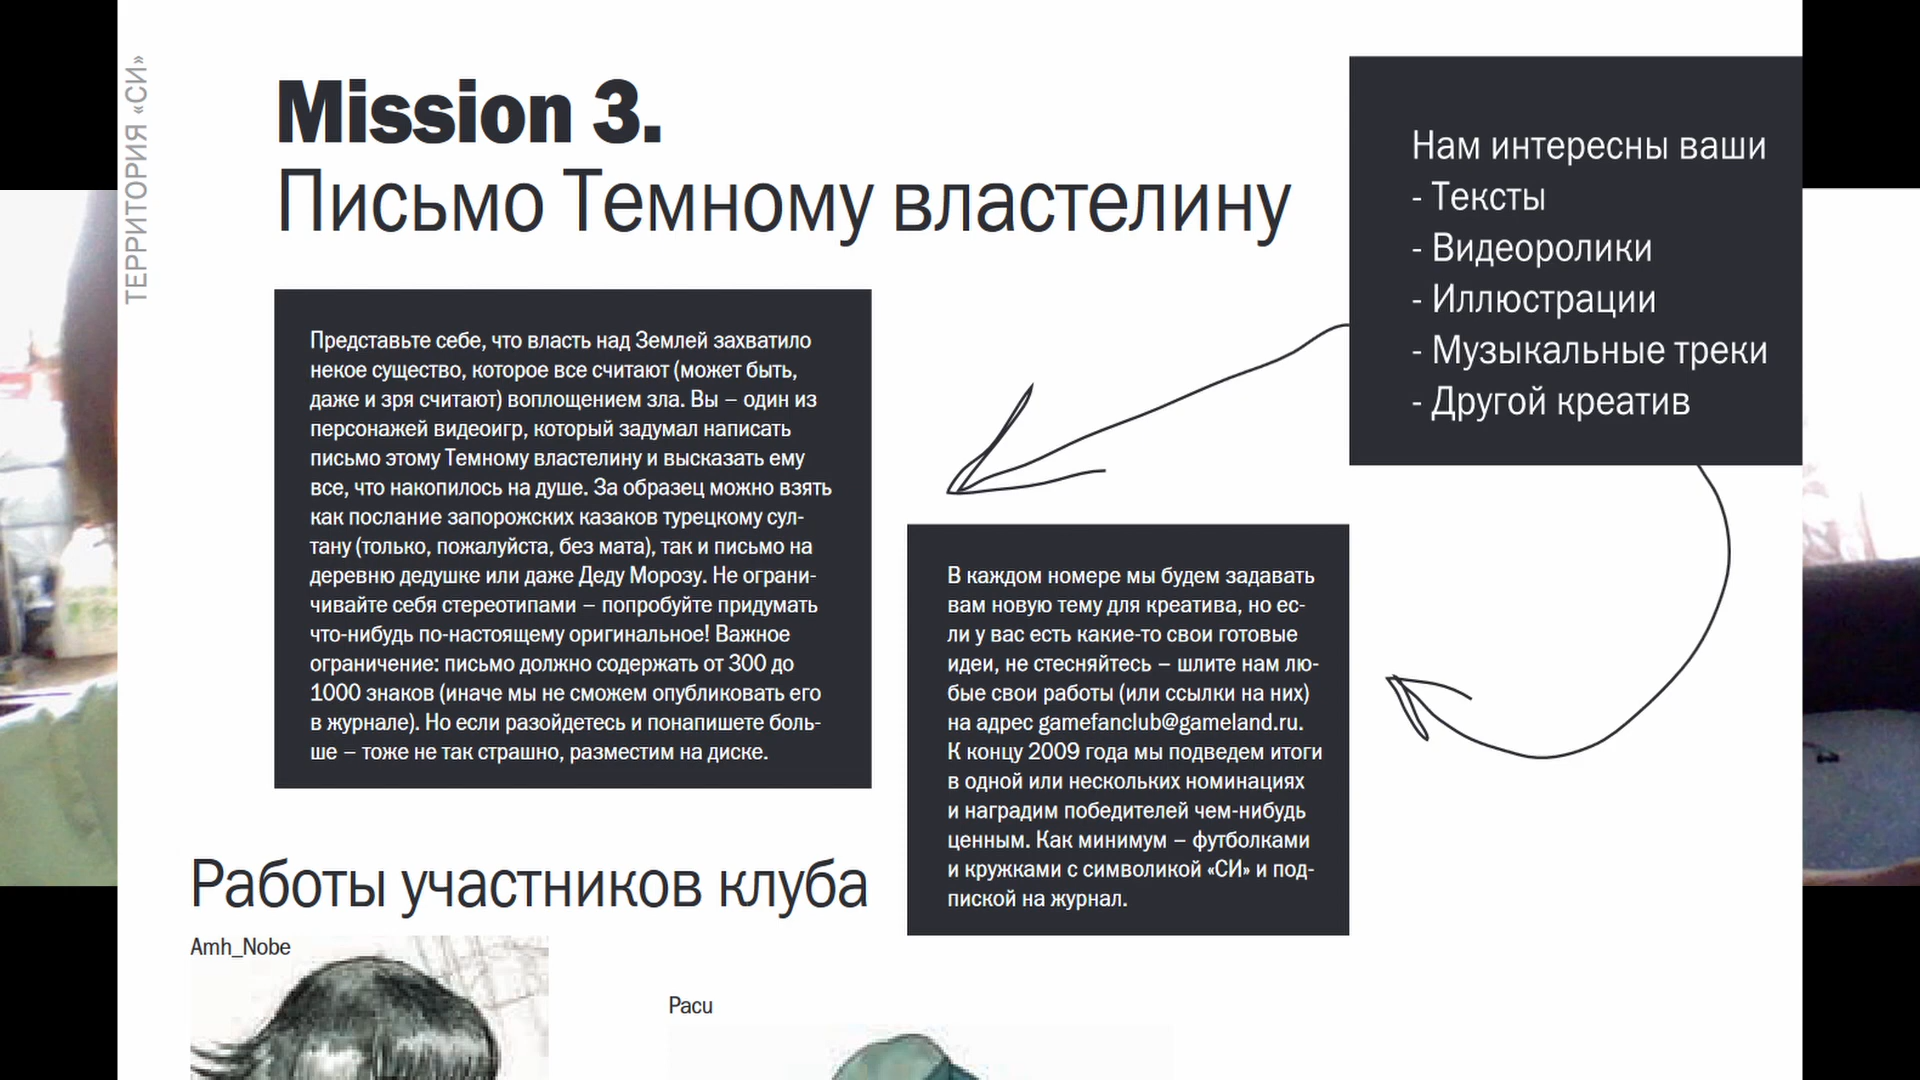 ТЕРРИТОРИЯ «СИ»
Mission 3.
Письмо Темному властелину
Нам интересны ваши
- Тексты
- Видеоролики
- Иллюстрации
- Музыкальные треки
- Другой креатив
Представьте себе, что власть над Землей захватило
некое существо, которое все считают (может быть,
даже и зря считают) воплощением зла. Вы – один из
персонажей видеоигр, который задумал написать
письмо этому Темному властелину и высказать ему
все, что накопилось на душе. За образец можно взять
как послание запорожских казаков турецкому сул-
тану (только, пожалуйста, без мата), так и письмо на
деревню дедушке или даже Деду Морозу. Не ограни-
чивайте себя стереотипами – попробуйте придумать
что-нибудь по-настоящему оригинальное! Важное
ограничение: письмо должно содержать от 300 до
1000 знаков (иначе мы не сможем опубликовать его
в журнале). Но если разойдетесь и понапишете боль-
ше – тоже не так страшно, разместим на диске.
В каждом номере мы будем задавать
вам новую тему для креатива, но ес-
ли у вас есть какие-то свои готовые
идеи, не стесняйтесь – шлите нам лю-
бые свои работы (или ссылки на них)
на адрес gamefanclub@gameland.ru.
К концу 2009 года мы подведем итоги
в одной или нескольких номинациях
и наградим победителей чем-нибудь
ценным. Как минимум – футболками
и кружками с символикой «СИ» и под-
пиской на журнал.
Работы участников клуба
Amh_Nobe
Pacu